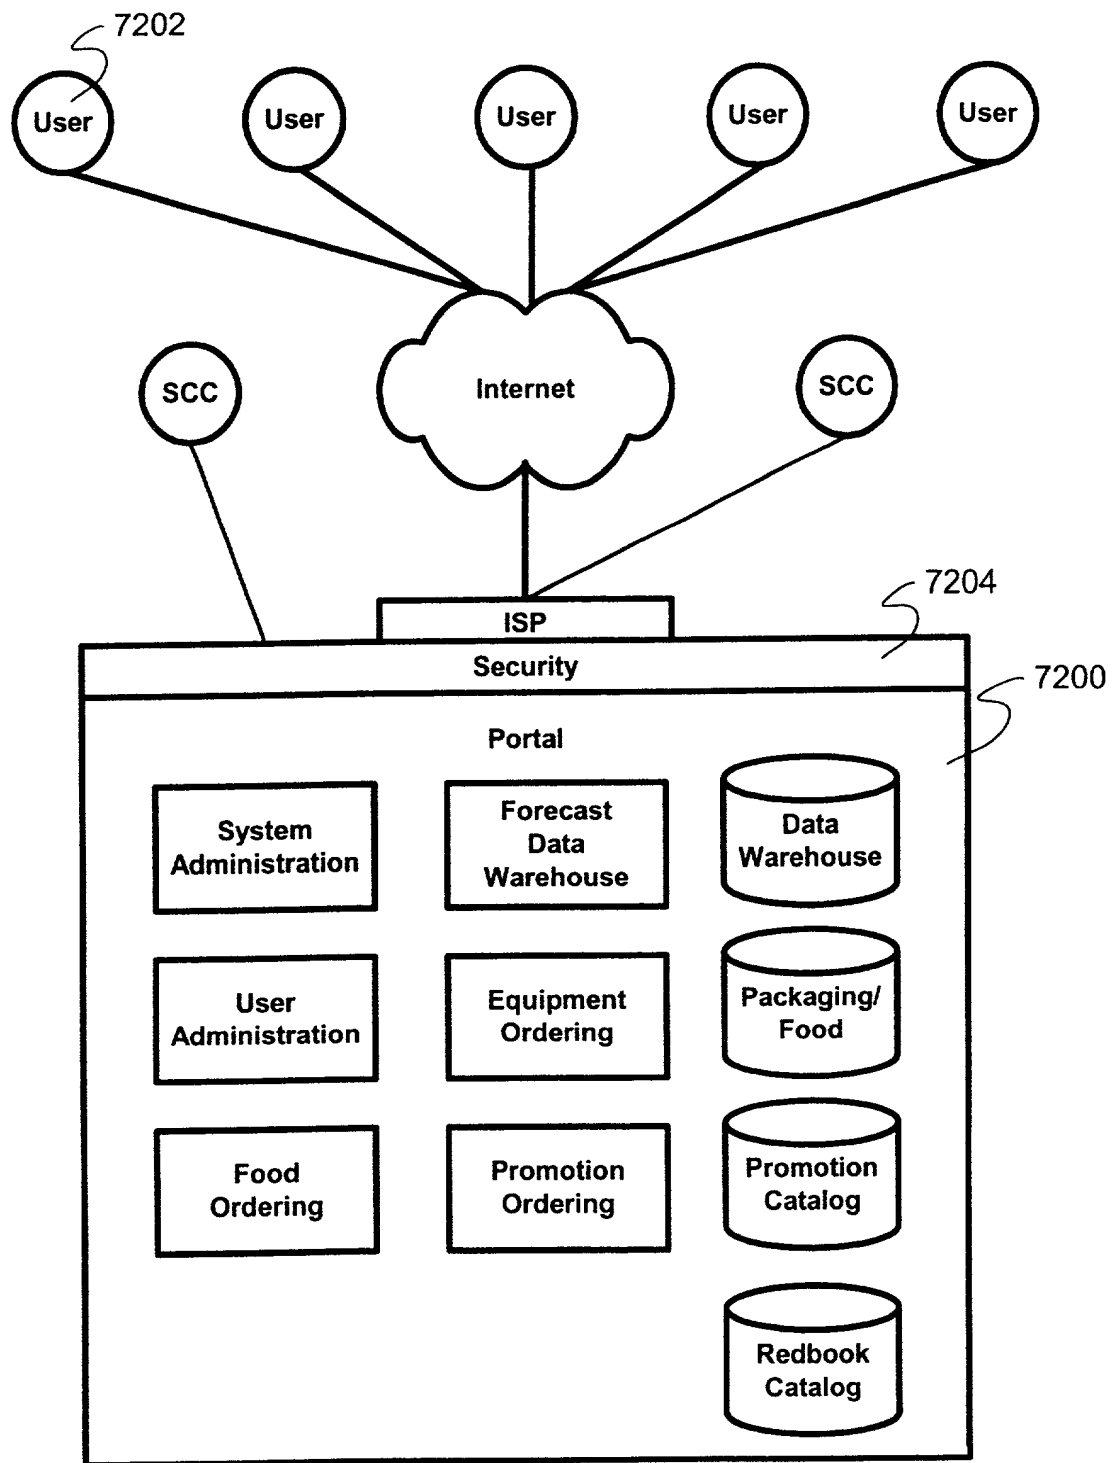 7202
User
User
User
User
User
SCC
Internet
SCC
ISP
7204
Security
7200
Portal
System
Administration
Forecast
Data
Warehouse
Data
Warehouse
User
Administration
Equipment
Ordering
Packaging/
Food
Food
Ordering
Promotion
Ordering
Promotion
Catalog
Redbook
Catalog